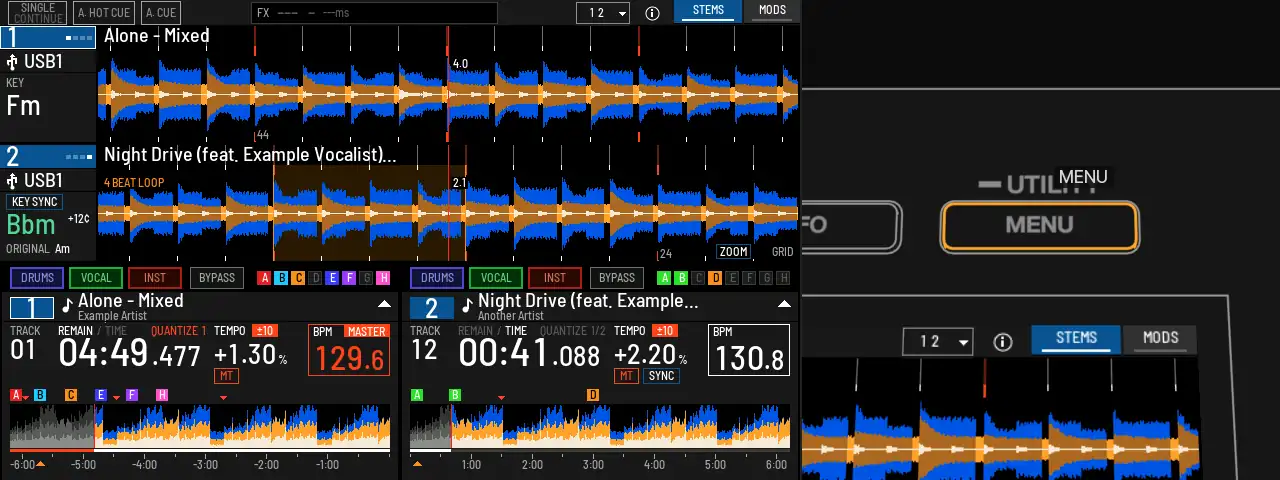 SINGLE
CONTINUE
A. HOT CUE
A. CUE
FX --- - ---ms
1 2
STEMS
MODS
1
Alone - Mixed
USB1
KEY
Fm
4.0
44
2
Night Drive (feat. Example Vocalist)...
USB1
4 BEAT LOOP
2.1
KEY SYNC
Bbm
+12¢
ORIGINAL Am
24
ZOOM
GRID
DRUMS
VOCAL
INST
BYPASS
A B C D E F G H
DRUMS
VOCAL
INST
BYPASS
A B C D E F G H
1
Alone - Mixed
Example Artist
TRACK
01
REMAIN / TIME
QUANTIZE 1
04:49.477
TEMPO
±10
+1.30%
MT
BPM
MASTER
129.6
A B C E F H
-6:00 -5:00 -4:00 -3:00 -2:00 -1:00
2
Night Drive (feat. Example...
Another Artist
TRACK
12
REMAIN / TIME
QUANTIZE 1/2
00:41.088
TEMPO
±10
+2.20%
MT
SYNC
BPM
130.8
A B D
1:00 2:00 3:00 4:00 5:00 6:00
UTILITY
MENU
FO
MENU
1 2
STEMS
MODS